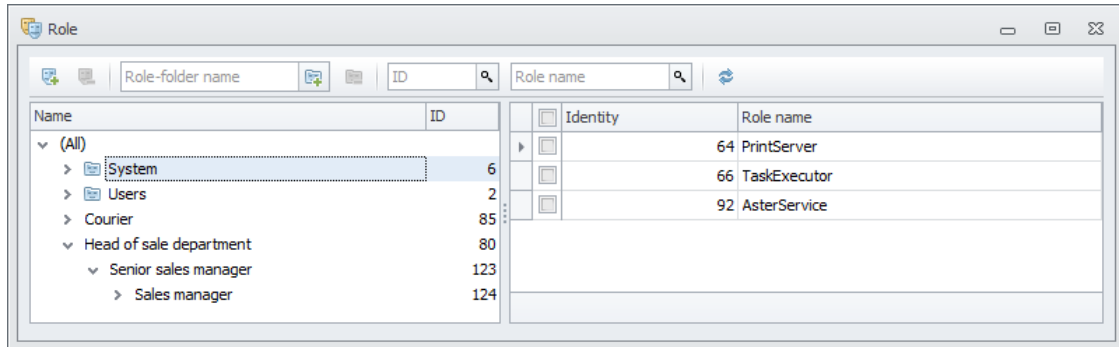 Role
Role-folder name ID Role name
Name ID
(All)
System 6
Users 2
Courier 85
Head of sale department 80
Senior sales manager 123
Sales manager 124
Identity Role name
64 PrintServer
66 TaskExecutor
92 AsterService